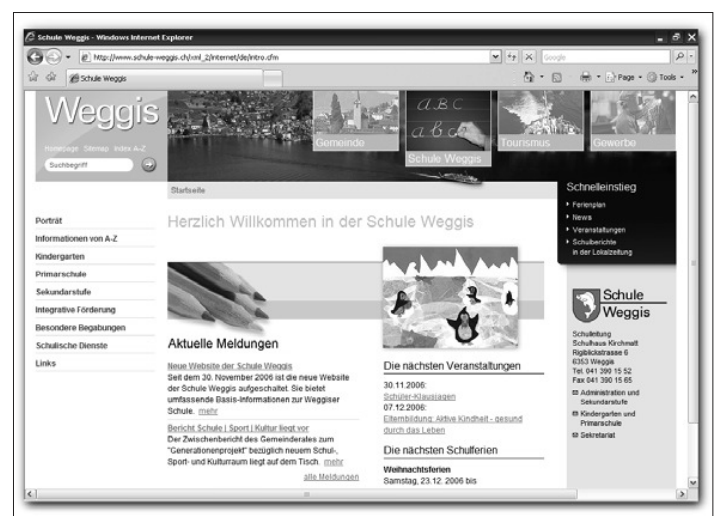 Schule Weggis - Windows Internet Explorer
http://www.schule-weggis.ch/xml_2/internet/de/intro.cfm
Google
Schule Weggis
Page
Tools
Weggis
Homepage Sitemap Index A-Z
Suchbegriff
Gemeinde
A B C
a b c
Schule Weggis
Tourismus
Gewerbe
Startseite
Schnelleinstieg
Ferienplan
News
Veranstaltungen
Schulberichte
in der Lokalzeitung
Herzlich Willkommen in der Schule Weggis
Porträt
Informationen von A-Z
Kindergarten
Primarschule
Sekundarstufe
Integrative Förderung
Besondere Begabungen
Schulische Dienste
Links
Aktuelle Meldungen
Neue Website der Schule Weggis
Seit dem 30. November 2006 ist die neue Website
der Schule Weggis aufgeschaltet. Sie bietet
umfassende Basis-Informationen zur Weggiser
Schule. mehr
Bericht Schule | Sport | Kultur liegt vor
Der Zwischenbericht des Gemeinderates zum
"Generationenprojekt" bezüglich neuem Schul-,
Sport- und Kulturraum liegt auf dem Tisch. mehr
alle Meldungen
Die nächsten Veranstaltungen
30.11.2006:
Schüler-Klausjagen
07.12.2006:
Elternbildung: Aktive Kindheit - gesund
durch das Leben
Die nächsten Schulferien
Weihnachtsferien
Samstag, 23.12. 2006 bis
Schule
Weggis
Schulleitung
Schulhaus Kirchmatt
Rigiblickstrasse 6
6353 Weggis
Tel. 041 390 15 52
Fax 041 390 15 65
Administration und
Sekundarstufe
Kindergarten und
Primarschule
Sekretariat